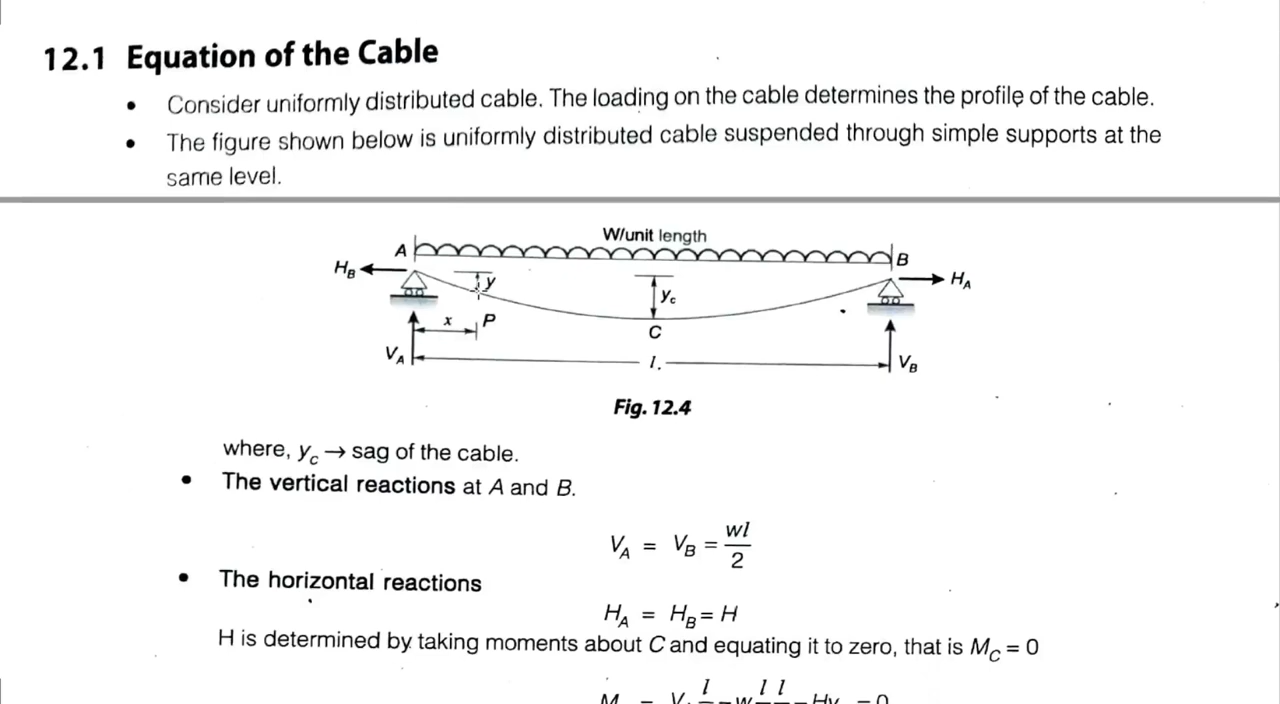 12.1 Equation of the Cable
• Consider uniformly distributed cable. The loading on the cable determines the profile of the cable.
• The figure shown below is uniformly distributed cable suspended through simple supports at the
same level.
W/unit length
A
B
H_B
H_A
y
y_c
x
P
C
V_A
l.
V_B
Fig. 12.4
where, y_c → sag of the cable.
• The vertical reactions at A and B.
V_A = V_B = wl/2
• The horizontal reactions
H_A = H_B = H
H is determined by taking moments about C and equating it to zero, that is M_C = 0